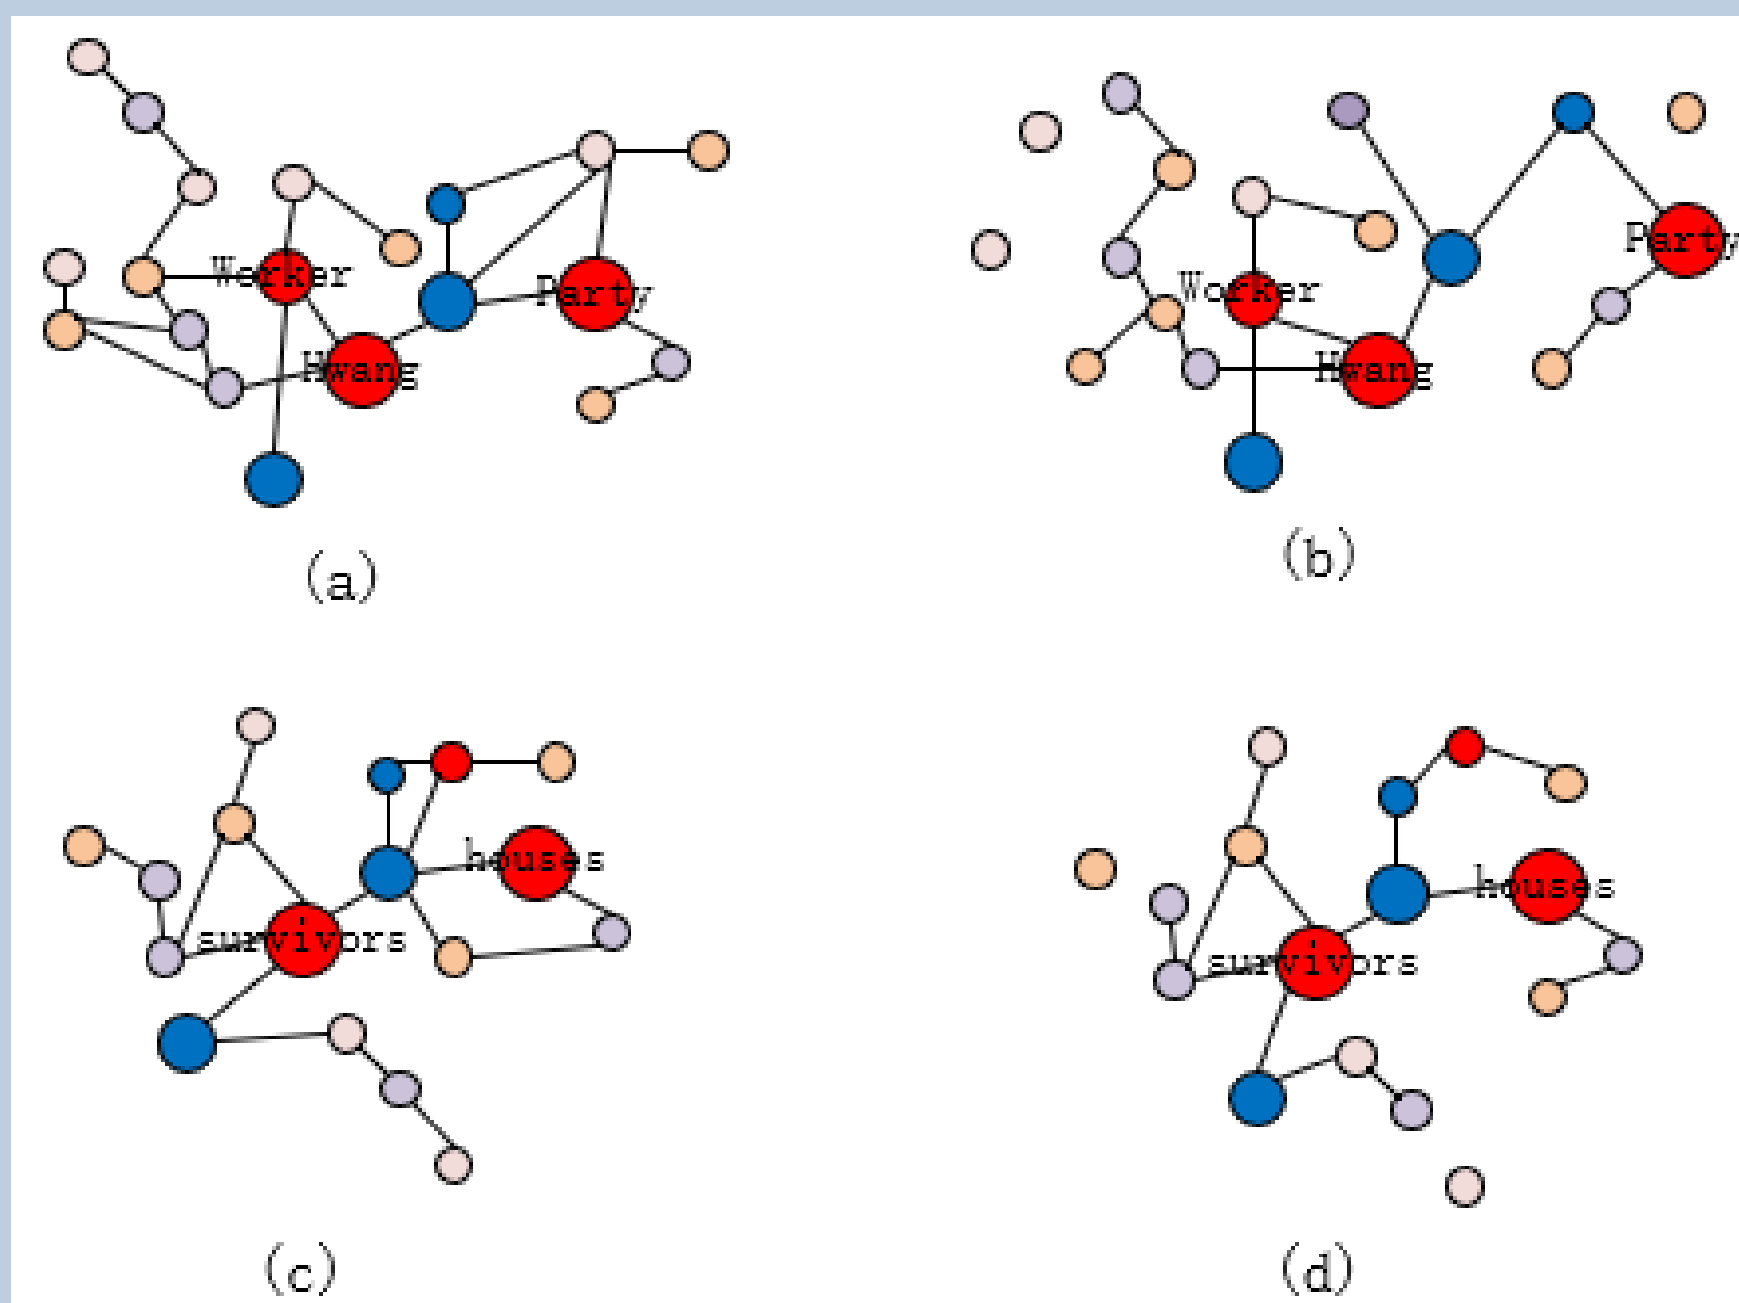 Worker
Party
Hwang
(a)
Party
Worker
Hwang
(b)
houses
survivors
(c)
houses
survivors
(d)